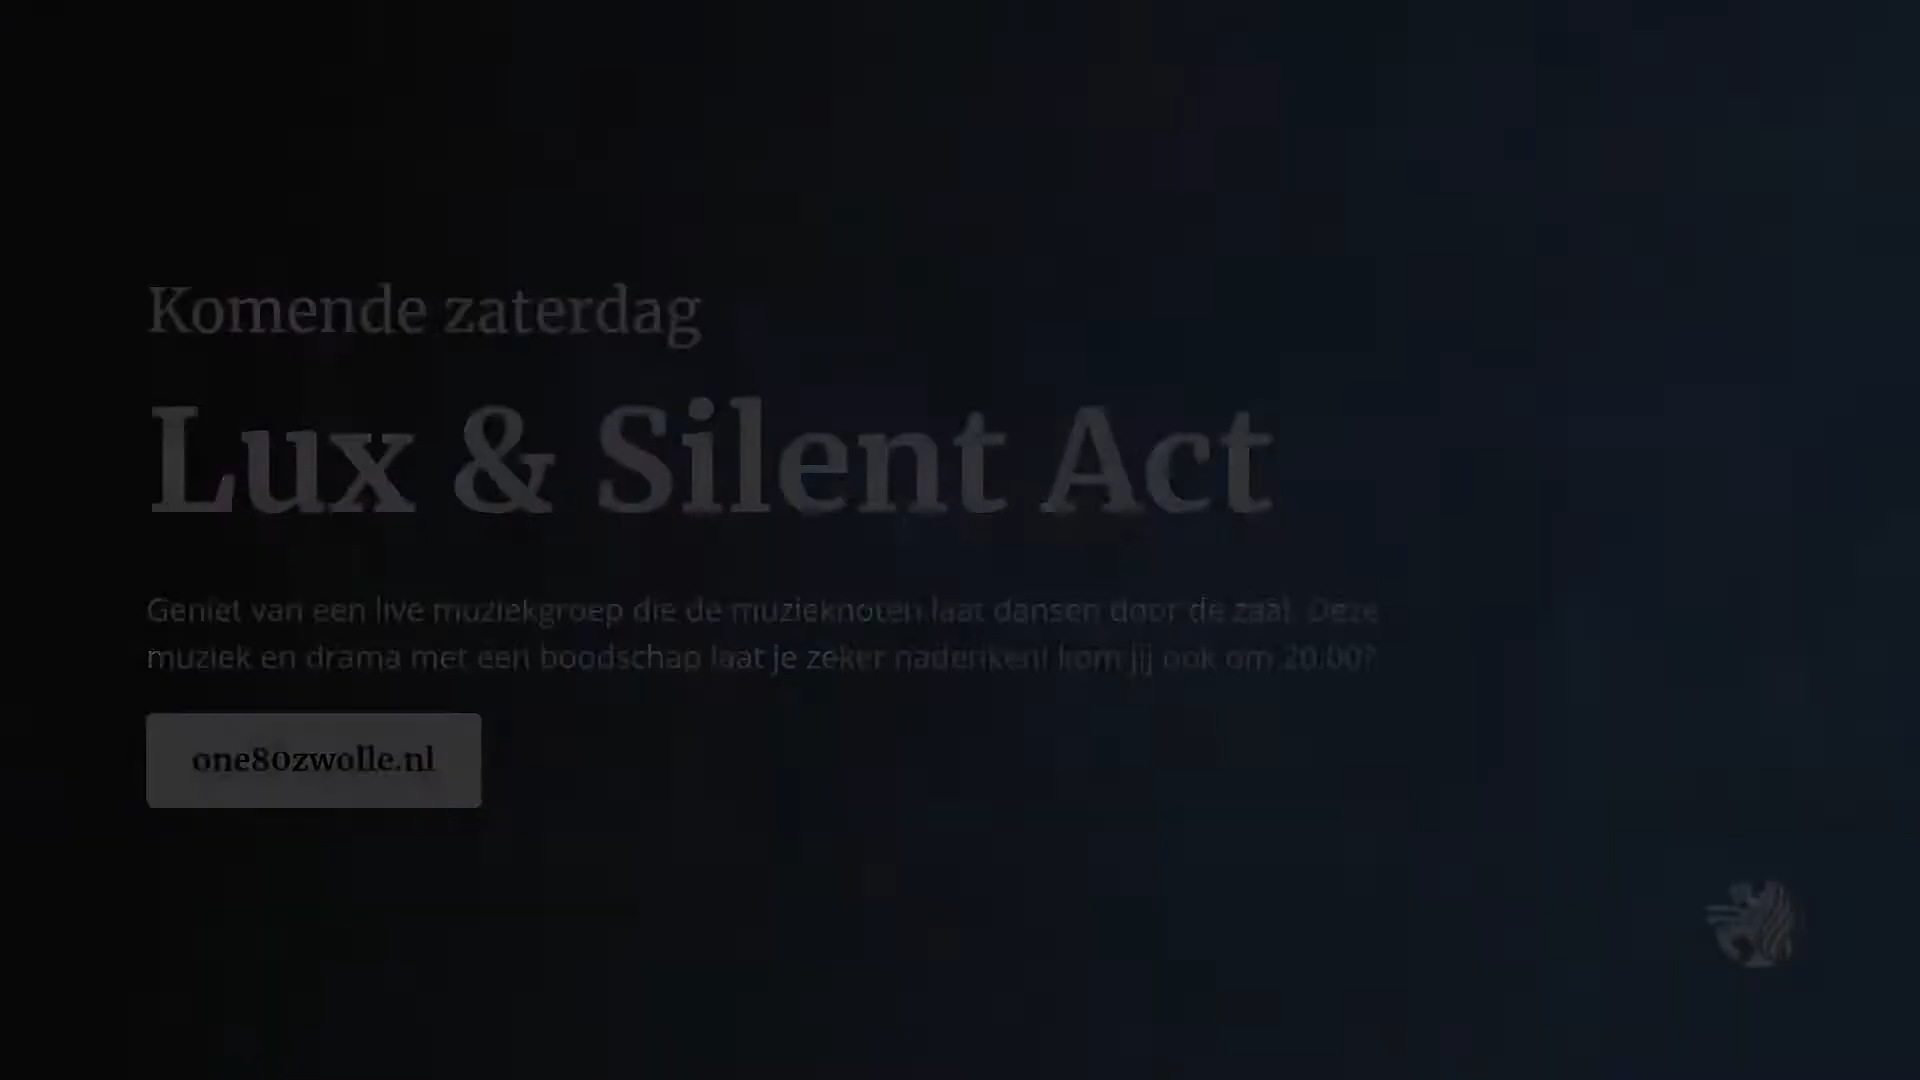 Komende zaterdag
Lux & Silent Act
Geniet van een live muziekgroep die de muzieknoten laat dansen door de zaal. Deze
muziek en drama met een boodschap laat je zeker nadenken! kom jij ook om 20.00?
one80zwolle.nl